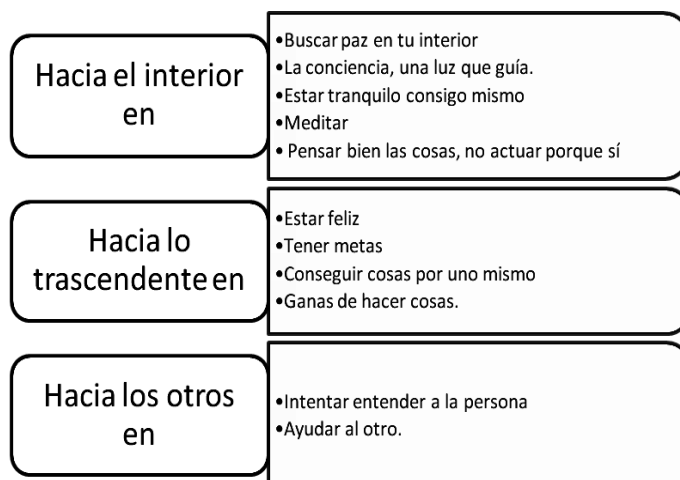 Hacia el interior
en
•Buscar paz en tu interior
•La conciencia, una luz que guía.
•Estar tranquilo consigo mismo
•Meditar
• Pensar bien las cosas, no actuar porque sí
Hacia lo
trascendente en
•Estar feliz
•Tener metas
•Conseguir cosas por uno mismo
•Ganas de hacer cosas.
Hacia los otros
en
•Intentar entender a la persona
•Ayudar al otro.